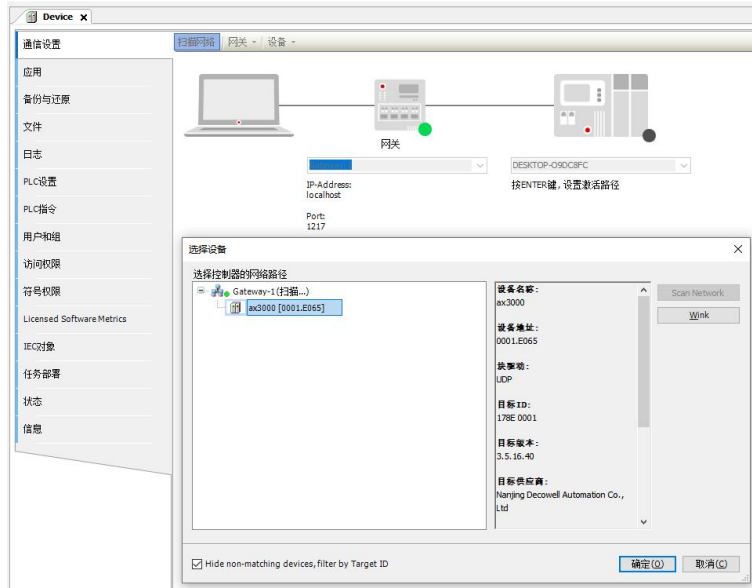 Device
通信设置
应用
备份与还原
文件
日志
PLC设置
PLC指令
用户和组
访问权限
符号权限
Licensed Software Metrics
IEC对象
任务部署
状态
信息
扫描网络 网关 设备
网关
DESKTOP-O9DC8FC
IP-Address:
localhost
Port:
1217
按ENTER键,设置激活路径
选择设备
选择控制器的网络路径
Gateway-1(扫描...)
ax3000 [0001.E065]
设备名称:
ax3000
设备地址:
0001.E065
块驱动:
UDP
目标ID:
178E 0001
目标版本:
3.5.16.40
目标供应商:
Nanjing Decowell Automation Co.,
Ltd
Scan Network
Wink
Hide non-matching devices, filter by Target ID
确定(O) 取消(C)